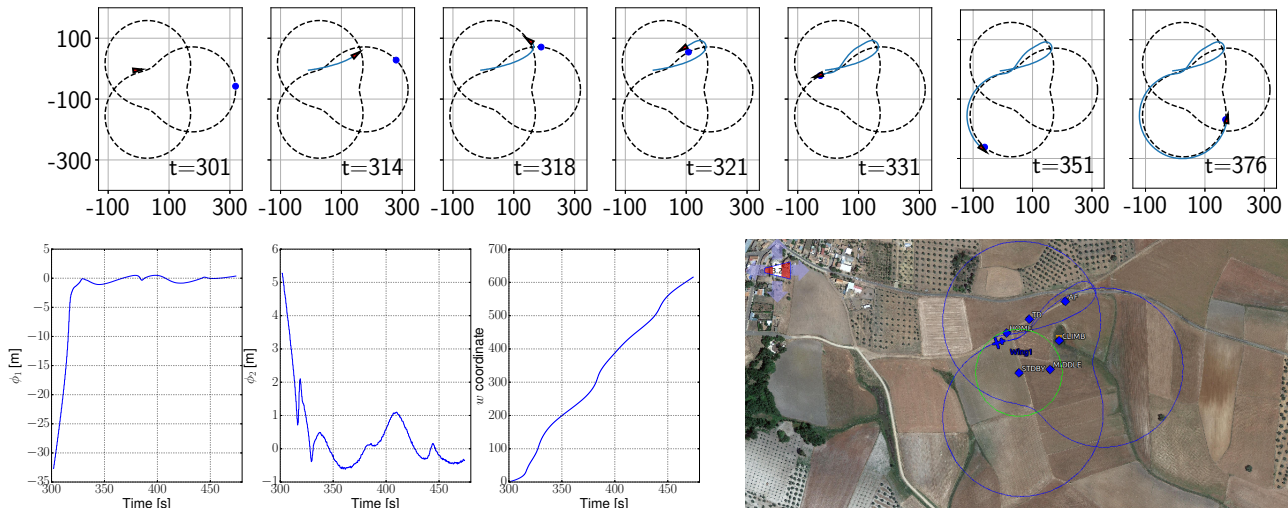 100
-100
-300
t=301
t=314
t=318
t=321
t=331
t=351
t=376
-100 100 300
-100 100 300
-100 100 300
-100 100 300
-100 100 300
-100 100 300
-100 100 300
5
0
−5
−10
−15
−20
−25
−30
−35
300 350 400 450
Time [s]
ϕ₁ [m]
6
5
4
3
2
1
0
−1
300 350 400 450
Time [s]
ϕ₂ [m]
700
600
500
400
300
200
100
0
300 350 400 450
Time [s]
w coordinate
AF
TD
HOME
CLIMB
Wing1
STDBY
MIDDLE